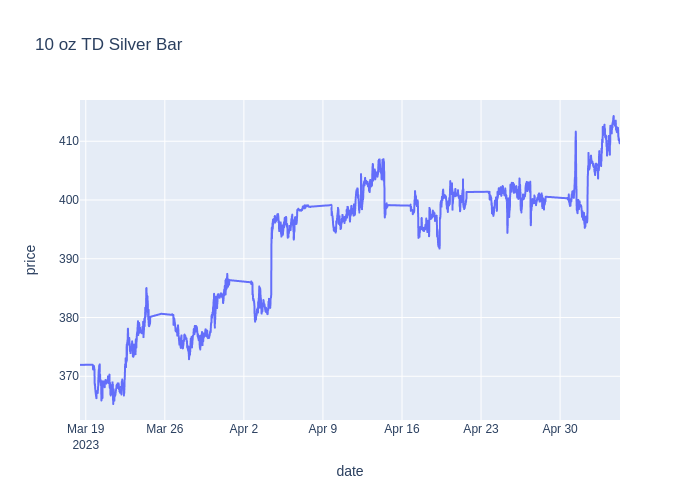 10 oz TD Silver Bar
price
410
400
390
380
370
Mar 19
2023
Mar 26
Apr 2
Apr 9
Apr 16
Apr 23
Apr 30
date